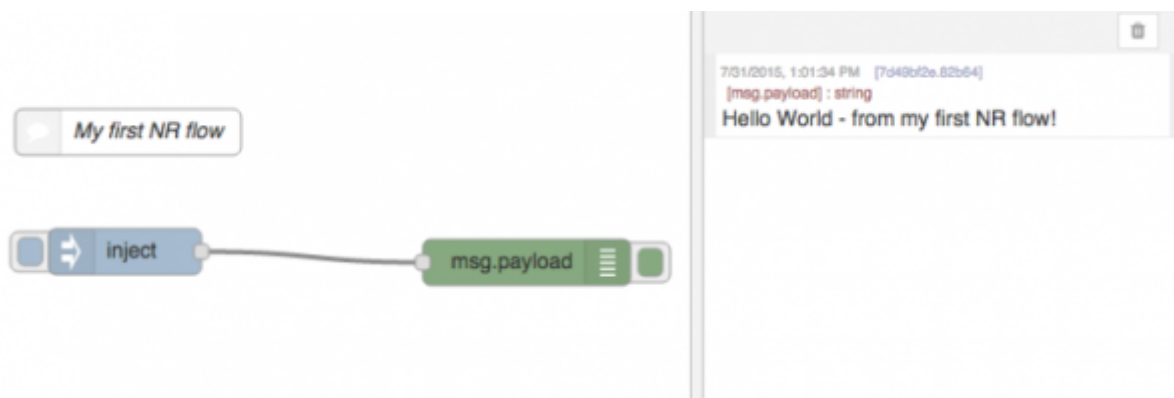 My first NR flow
inject
msg.payload
7/31/2015, 1:01:34 PM [7d49bf2e.82b64]
[msg.payload] : string
Hello World - from my first NR flow!